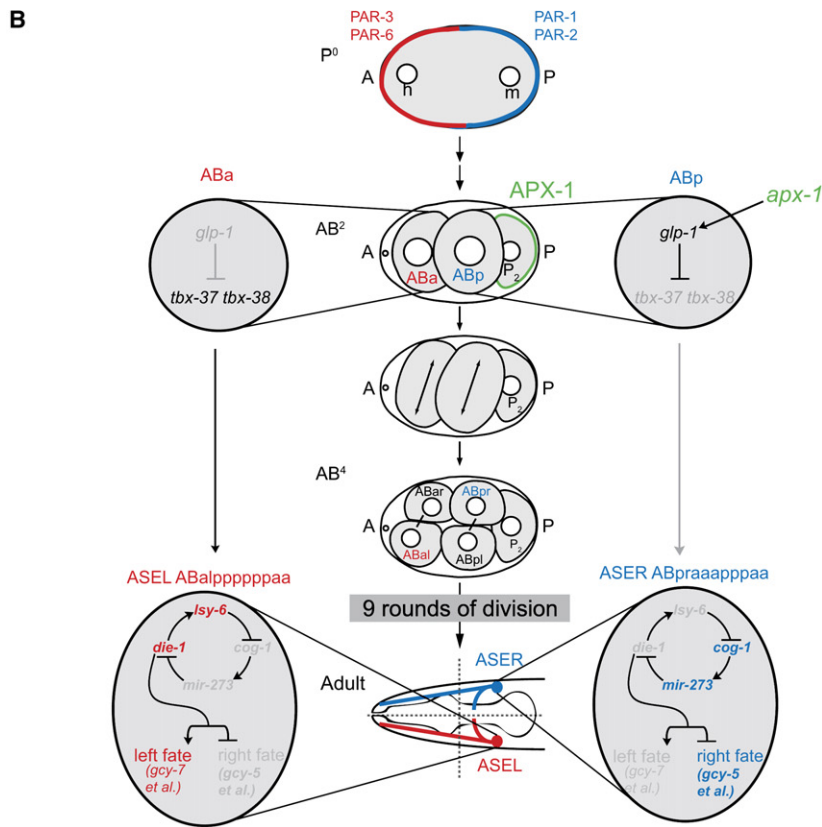 B
PAR-3
PAR-6
PAR-1
PAR-2
P⁰
A
P
n
m
ABa
APX-1
ABp
apx-1
AB²
A
P
ABa
ABp
P₂
glp-1
tbx-37 tbx-38
glp-1
tbx-37 tbx-38
A
P
P₂
AB⁴
A
P
ABar
ABpr
ABal
ABpl
P₂
ASEL ABalppppppaa
ASER ABpraaapppaa
9 rounds of division
lsy-6
die-1
cog-1
mir-273
left fate
(gcy-7
et al.)
right fate
(gcy-5
et al.)
Adult
ASER
ASEL
lsy-6
die-1
cog-1
mir-273
left fate
(gcy-7
et al.)
right fate
(gcy-5
et al.)